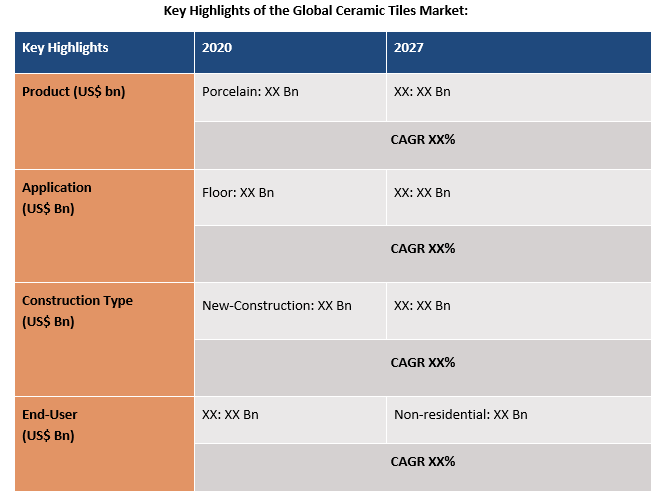 Key Highlights of the Global Ceramic Tiles Market:
Key Highlights 2020 2027
Product (US$ bn) Porcelain: XX Bn XX: XX Bn
CAGR XX%
Application Floor: XX Bn XX: XX Bn
(US$ Bn)
CAGR XX%
Construction Type New-Construction: XX Bn XX: XX Bn
(US$ Bn)
CAGR XX%
End-User XX: XX Bn Non-residential: XX Bn
(US$ Bn)
CAGR XX%